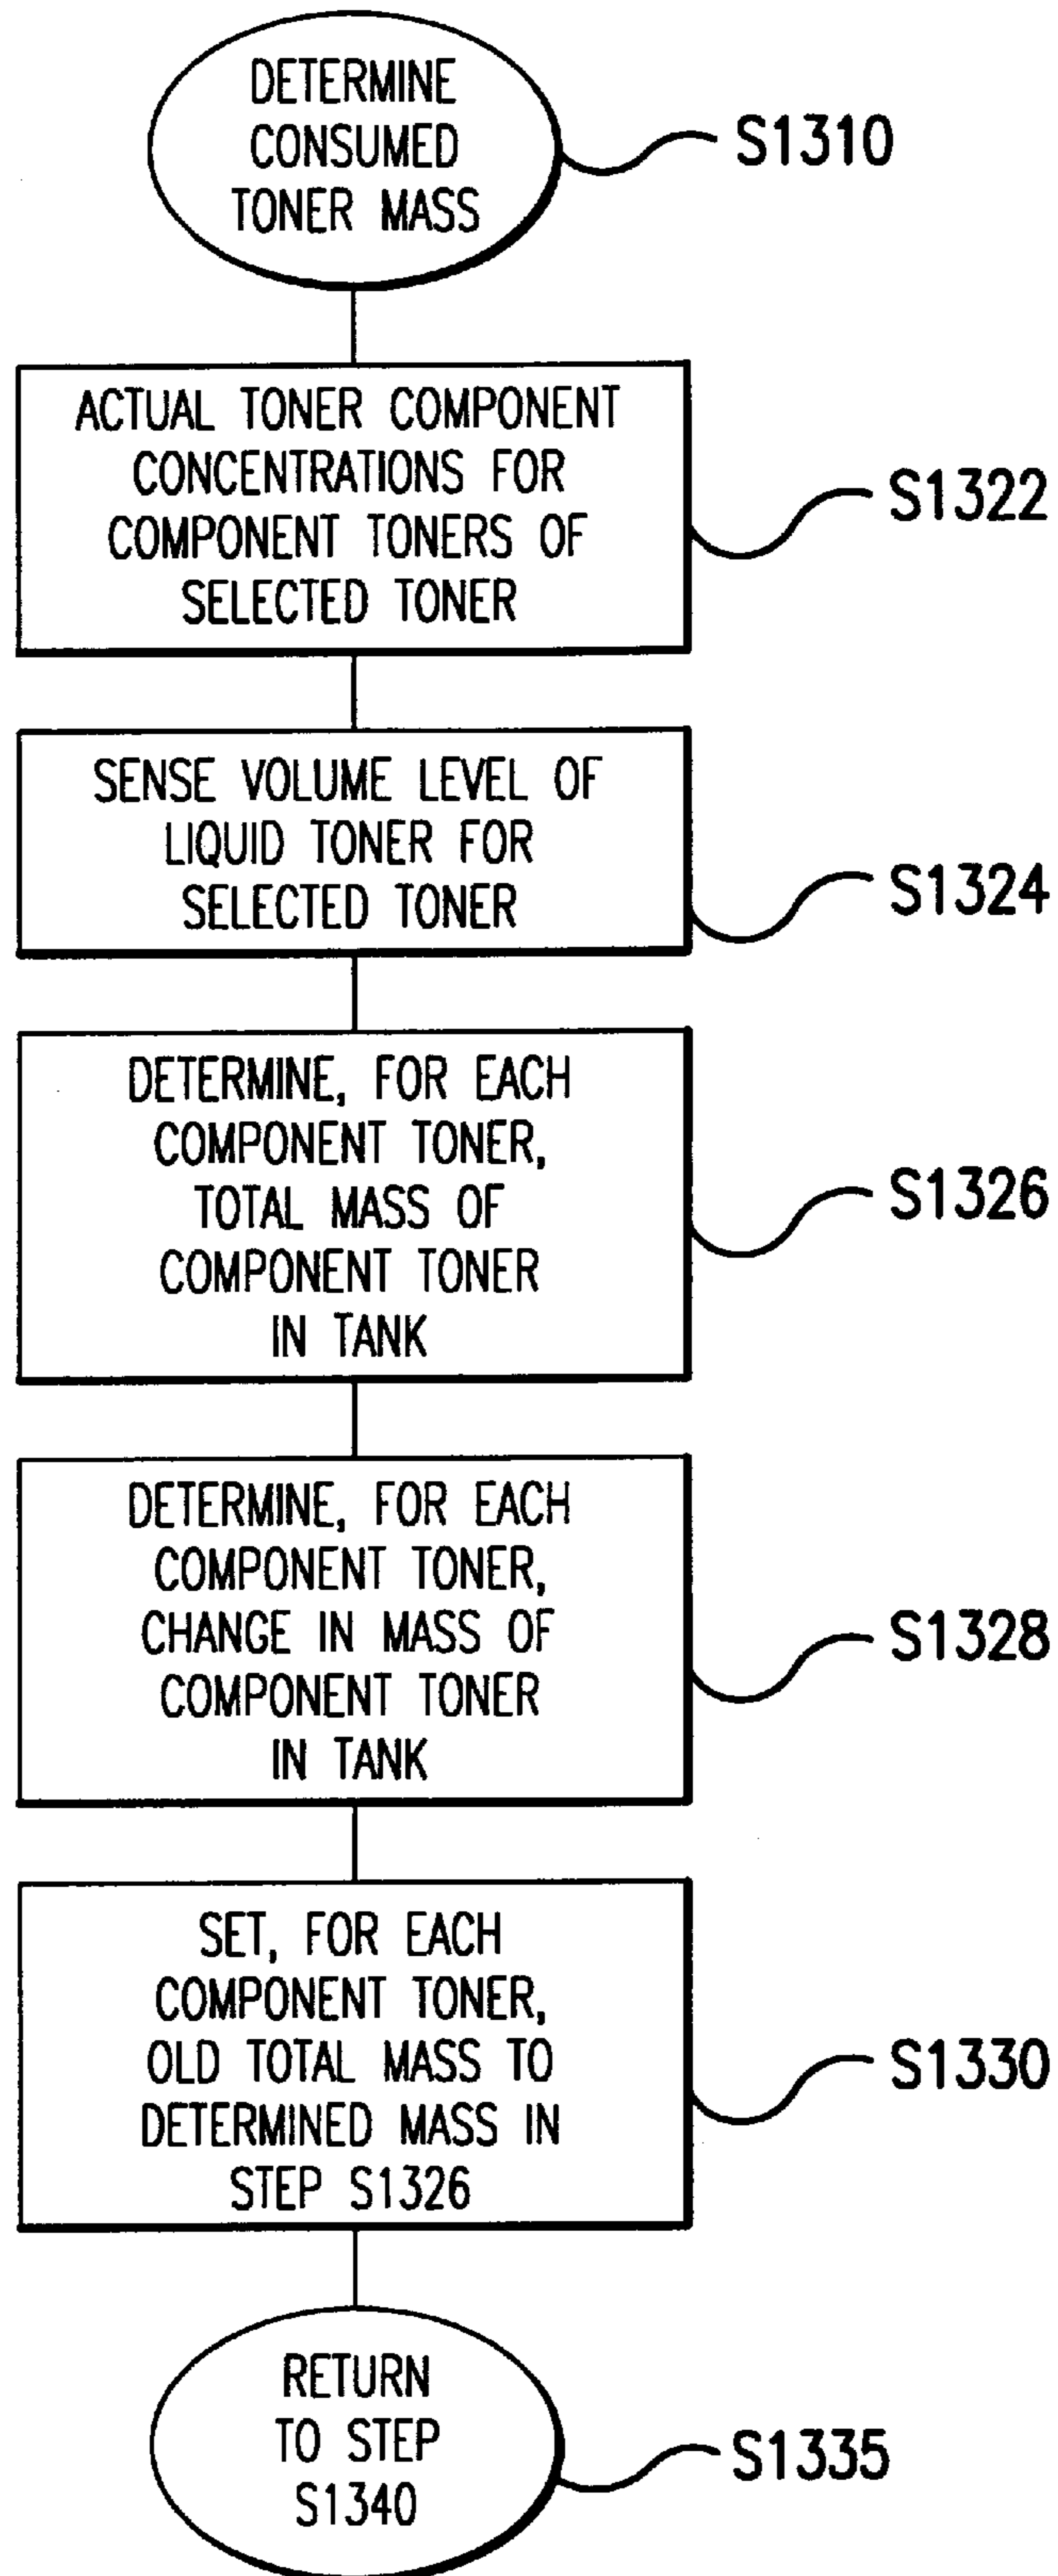 DETERMINE
CONSUMED
TONER MASS
S1310
ACTUAL TONER COMPONENT
CONCENTRATIONS FOR
COMPONENT TONERS OF
SELECTED TONER
S1322
SENSE VOLUME LEVEL OF
LIQUID TONER FOR
SELECTED TONER
S1324
DETERMINE, FOR EACH
COMPONENT TONER,
TOTAL MASS OF
COMPONENT TONER
IN TANK
S1326
DETERMINE, FOR EACH
COMPONENT TONER,
CHANGE IN MASS OF
COMPONENT TONER
IN TANK
S1328
SET, FOR EACH
COMPONENT TONER,
OLD TOTAL MASS TO
DETERMINED MASS IN
STEP S1326
S1330
RETURN
TO STEP
S1340
S1335